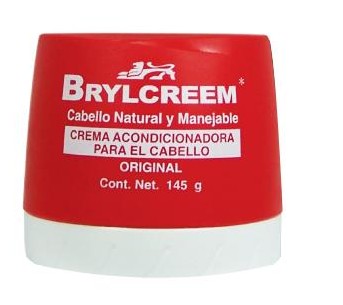 BRYLCREEM*
Cabello Natural y Manejable
CREMA ACONDICIONADORA
PARA EL CABELLO
ORIGINAL
Cont. Net. 145 g